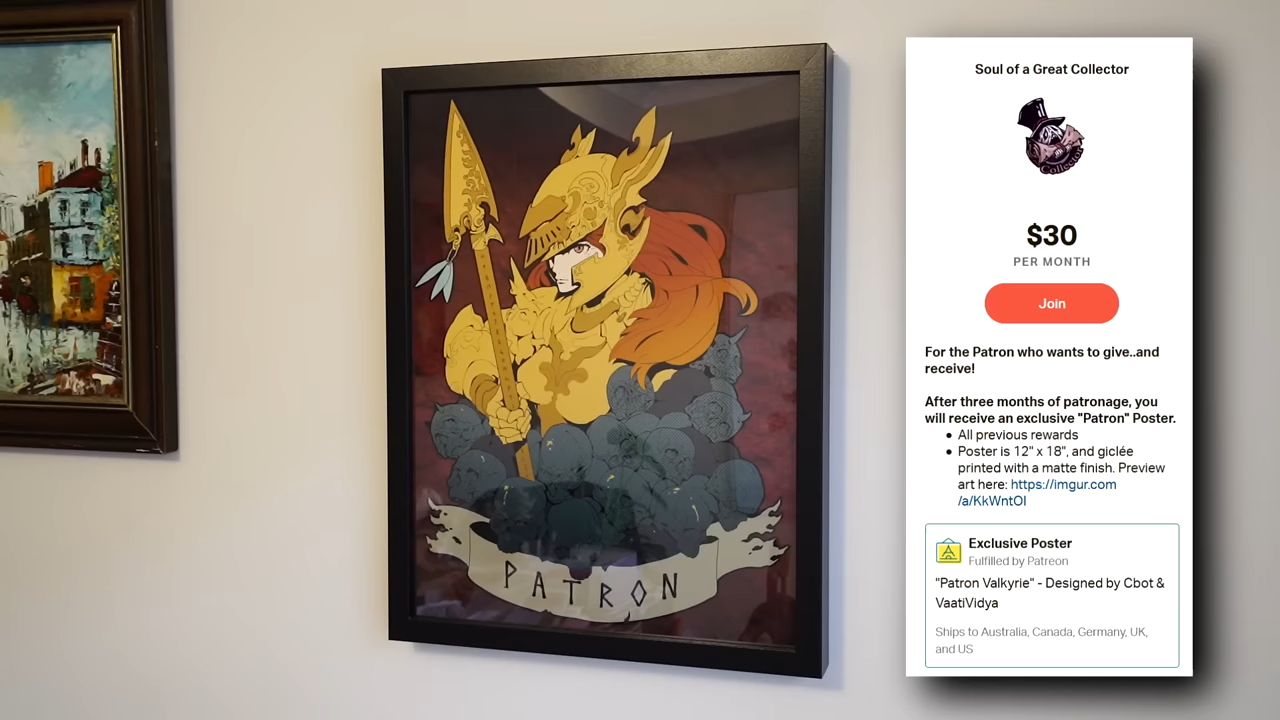 PATRON
Soul of a Great Collector
Collector
$30
PER MONTH
Join
For the Patron who wants to give..and
receive!
After three months of patronage, you
will receive an exclusive "Patron" Poster.
● All previous rewards
● Poster is 12" x 18", and giclée
printed with a matte finish. Preview
art here: https://imgur.com
/a/KkWntOI
Exclusive Poster
Fulfilled by Patreon
"Patron Valkyrie" - Designed by Cbot &
VaatiVidya
Ships to Australia, Canada, Germany, UK,
and US